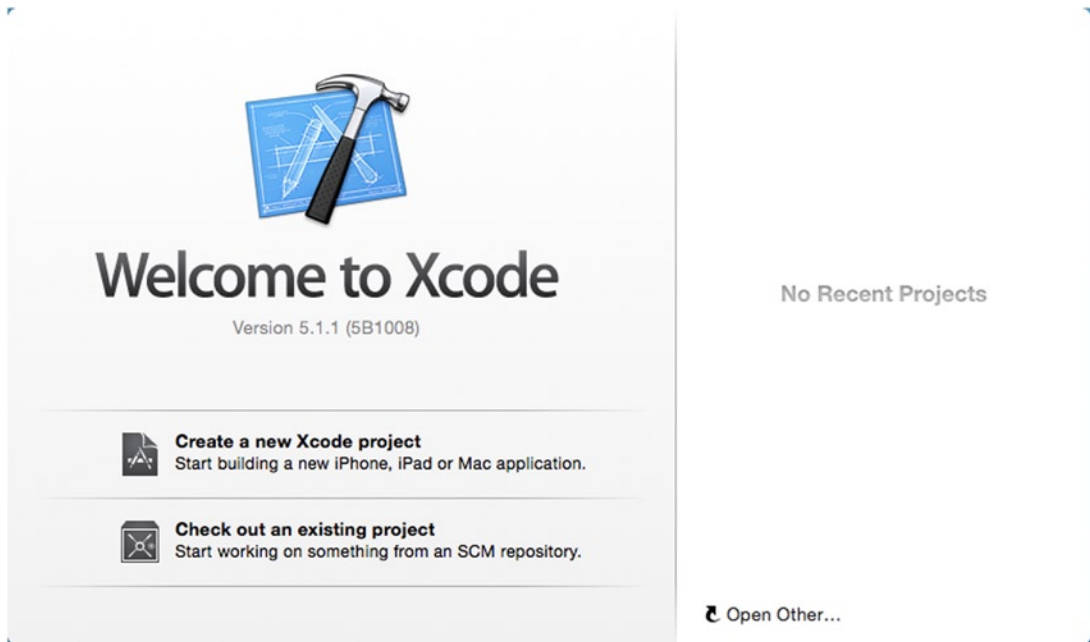 Welcome to Xcode
Version 5.1.1 (5B1008)
Create a new Xcode project
Start building a new iPhone, iPad or Mac application.
Check out an existing project
Start working on something from an SCM repository.
No Recent Projects
Open Other...